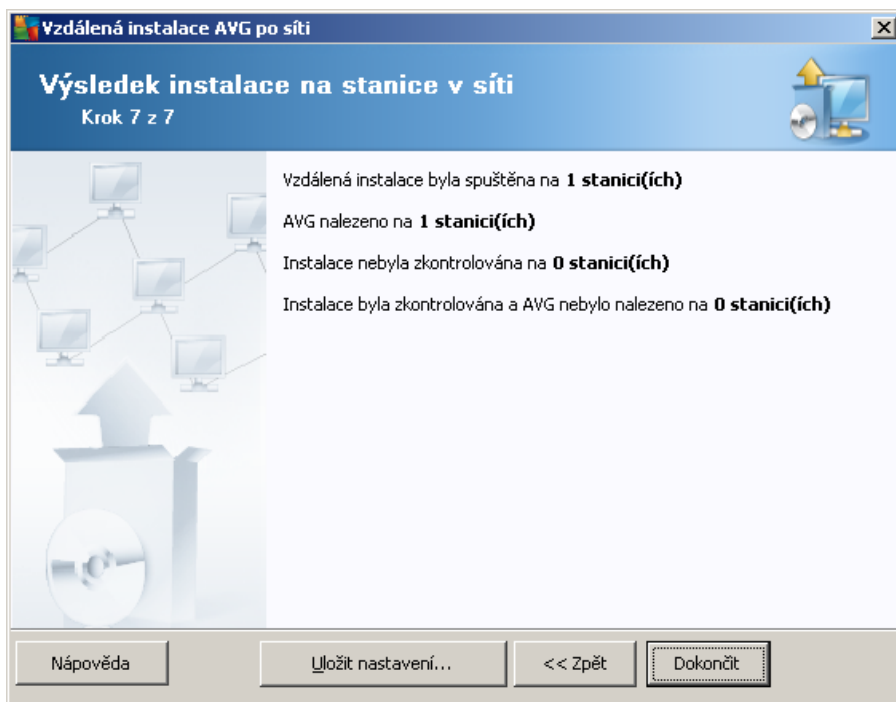 Vzdálená instalace AVG po síti
Výsledek instalace na stanice v síti
Krok 7 z 7
Vzdálená instalace byla spuštěna na 1 stanici(ích)
AVG nalezeno na 1 stanici(ích)
Instalace nebyla zkontrolována na 0 stanici(ích)
Instalace byla zkontrolována a AVG nebylo nalezeno na 0 stanici(ích)
Nápověda Uložit nastavení... << Zpět Dokončit